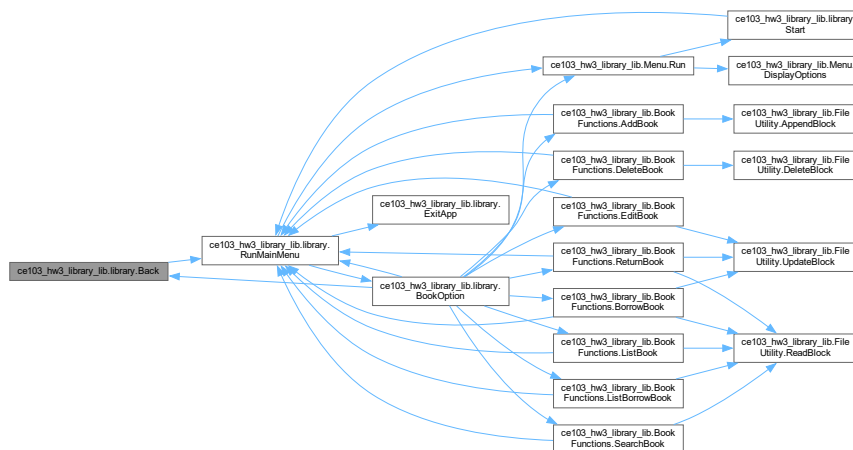 ce103_hw3_library_lib.library.
Start
ce103_hw3_library_lib.Menu.Run
ce103_hw3_library_lib.Menu.
DisplayOptions
ce103_hw3_library_lib.Book
Functions.AddBook
ce103_hw3_library_lib.File
Utility.AppendBlock
ce103_hw3_library_lib.Book
Functions.DeleteBook
ce103_hw3_library_lib.File
Utility.DeleteBlock
ce103_hw3_library_lib.library.
ExitApp
ce103_hw3_library_lib.Book
Functions.EditBook
ce103_hw3_library_lib.library.
RunMainMenu
ce103_hw3_library_lib.Book
Functions.ReturnBook
ce103_hw3_library_lib.File
Utility.UpdateBlock
ce103_hw3_library_lib.library.Back
ce103_hw3_library_lib.library.
BookOption
ce103_hw3_library_lib.Book
Functions.BorrowBook
ce103_hw3_library_lib.Book
Functions.ListBook
ce103_hw3_library_lib.File
Utility.ReadBlock
ce103_hw3_library_lib.Book
Functions.ListBorrowBook
ce103_hw3_library_lib.Book
Functions.SearchBook